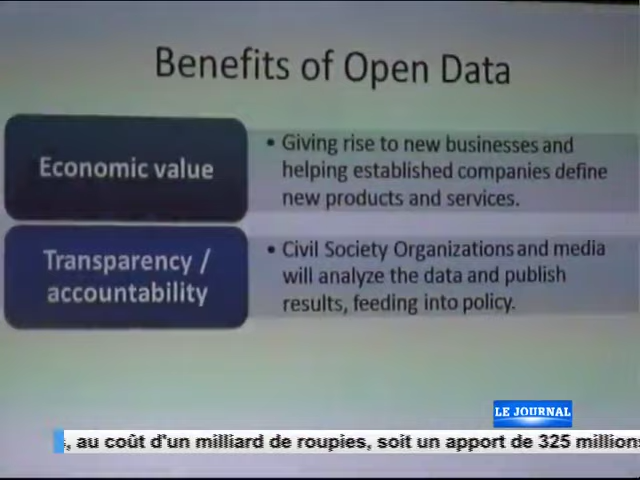 Benefits of Open Data
Economic value
• Giving rise to new businesses and
helping established companies define
new products and services.
Transparency /
accountability
• Civil Society Organizations and media
will analyze the data and publish
results, feeding into policy.
LE JOURNAL
, au coût d'un milliard de roupies, soit un apport de 325 millions